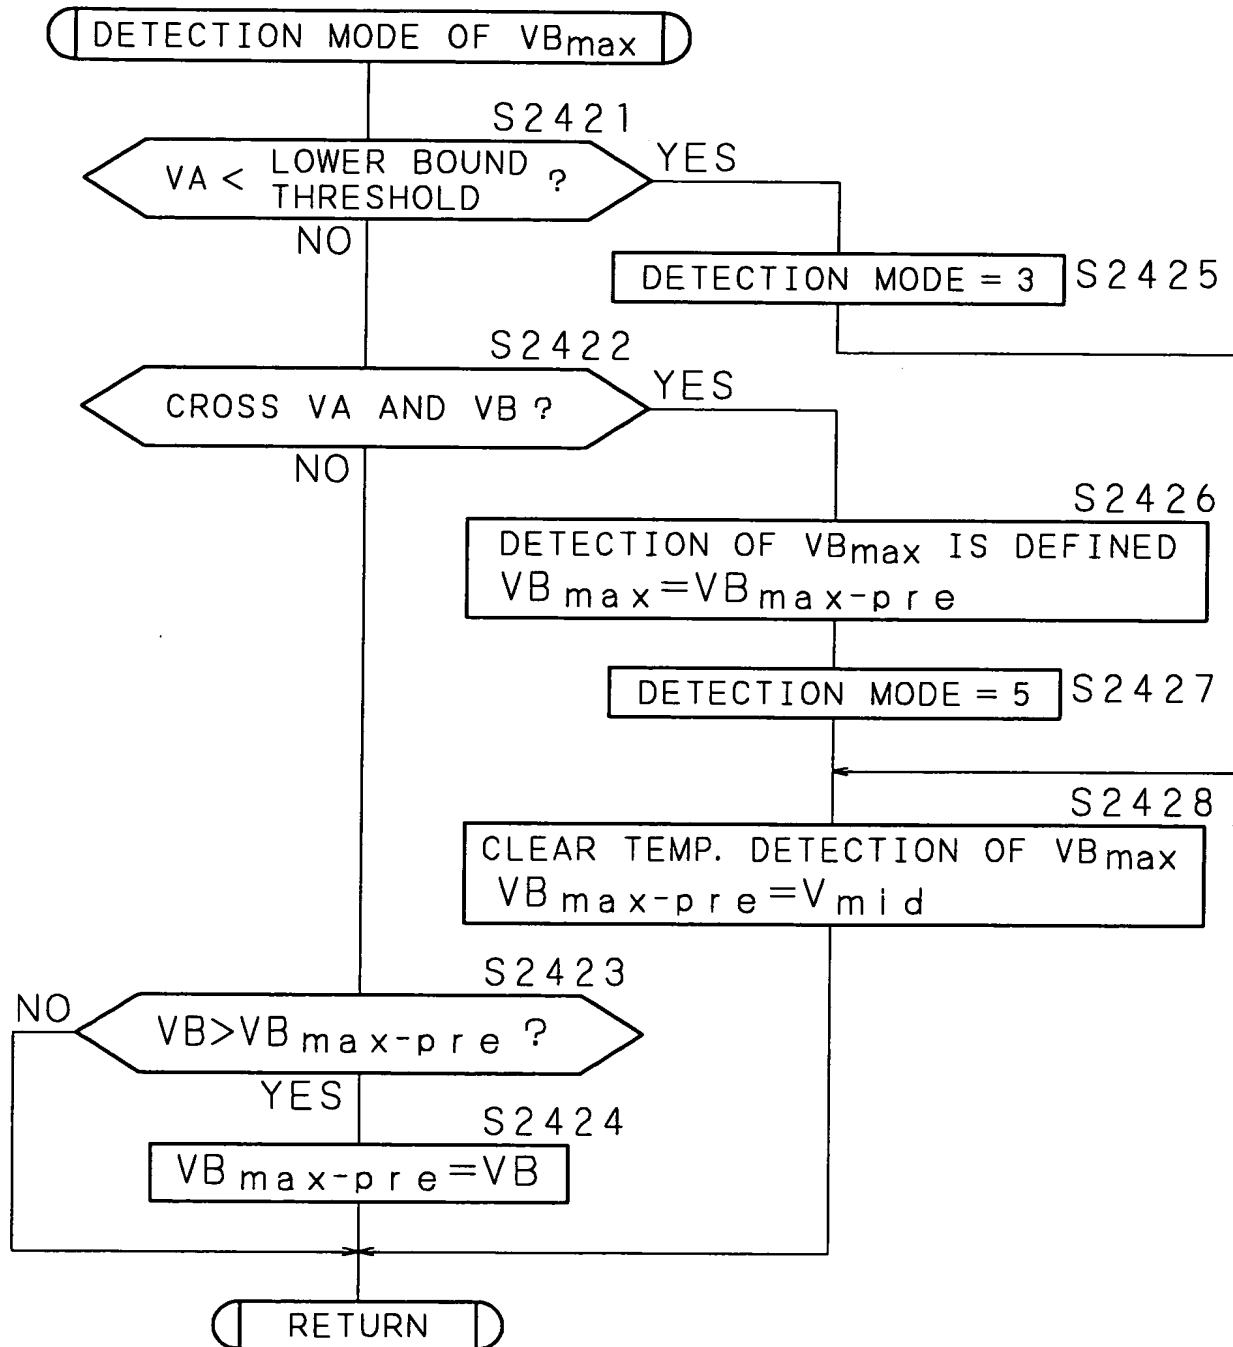 DETECTION MODE OF VBmax
S2421
VA < LOWER BOUND THRESHOLD ?
YES
NO
DETECTION MODE = 3
S2425
S2422
CROSS VA AND VB ?
YES
NO
S2426
DETECTION OF VBmax IS DEFINED
VBmax=VBmax-pre
DETECTION MODE = 5
S2427
S2428
CLEAR TEMP. DETECTION OF VBmax
VBmax-pre=Vmid
S2423
NO
VB>VBmax-pre ?
YES
S2424
VBmax-pre=VB
RETURN